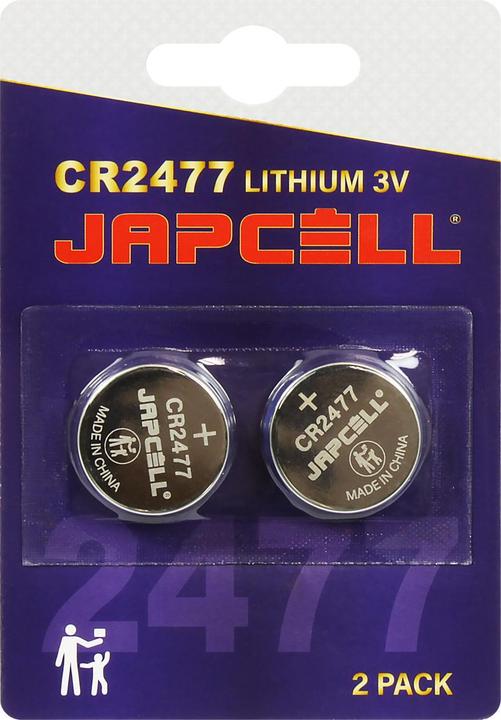 CR2477 LITHIUM 3V
JAPCELL®
CR2477
JAPCELL®
+
MADE IN CHINA
+
CR2477
JAPCELL®
MADE IN CHINA
2477
2 PACK